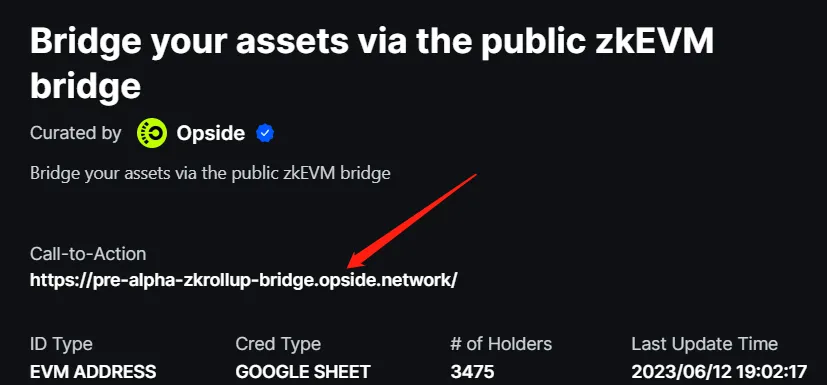 Bridge your assets via the public zkEVM
bridge
Curated by Opside
Bridge your assets via the public zkEVM bridge
Call-to-Action
https://pre-alpha-zkrollup-bridge.opside.network/
ID Type Cred Type # of Holders Last Update Time
EVM ADDRESS GOOGLE SHEET 3475 2023/06/12 19:02:17